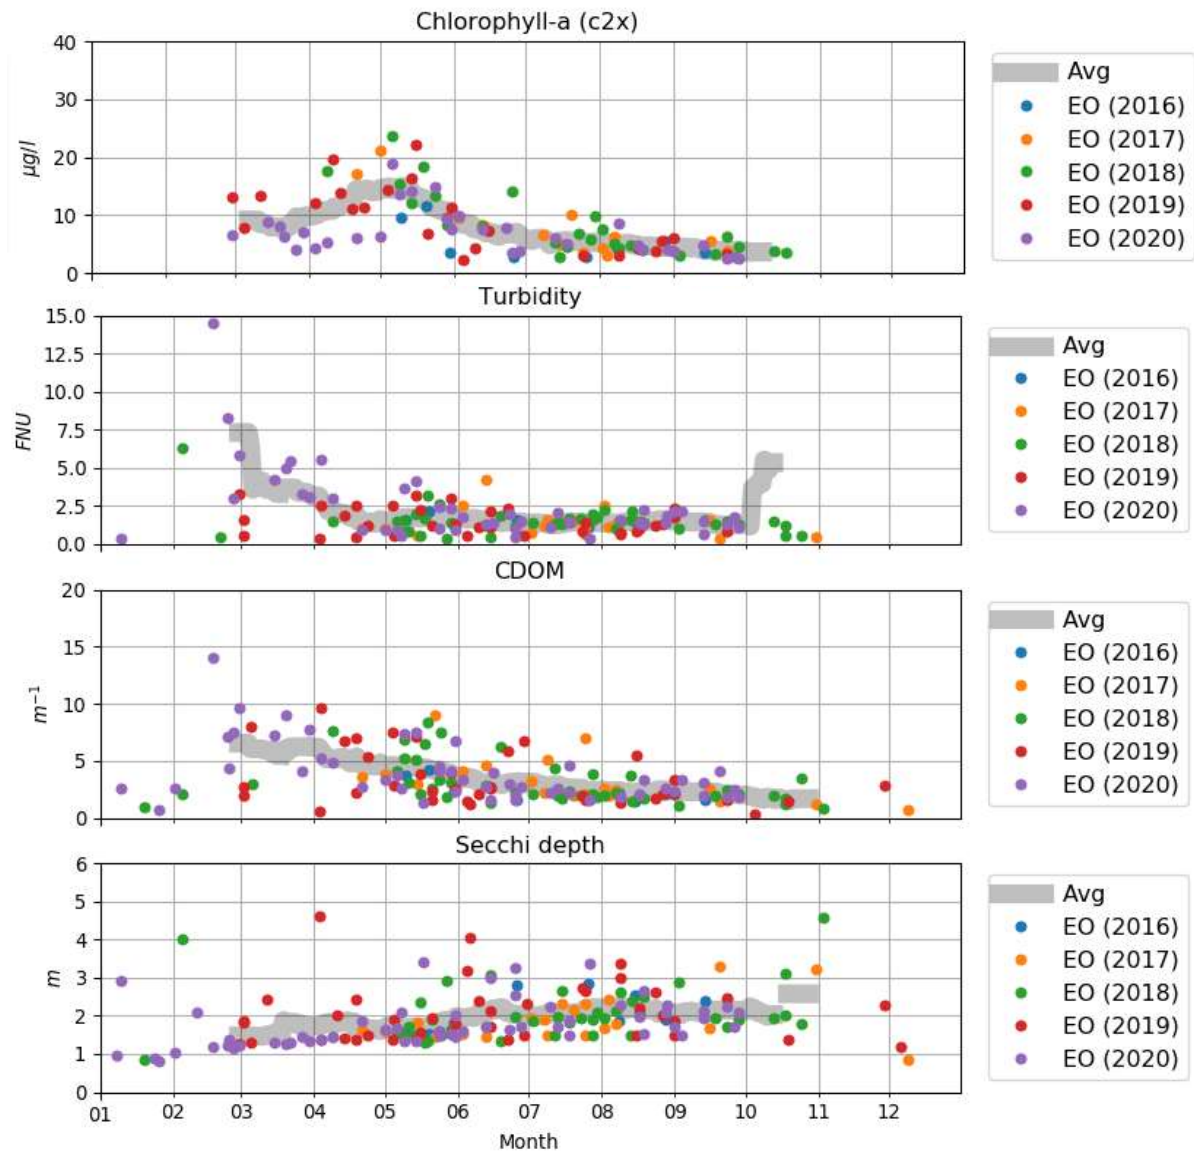 Chlorophyll-a (c2x)
40
30
20
10
0
μg/l
Avg
EO (2016)
EO (2017)
EO (2018)
EO (2019)
EO (2020)
Turbidity
15.0
12.5
10.0
7.5
5.0
2.5
0.0
FNU
Avg
EO (2016)
EO (2017)
EO (2018)
EO (2019)
EO (2020)
CDOM
20
15
10
5
0
m⁻¹
Avg
EO (2016)
EO (2017)
EO (2018)
EO (2019)
EO (2020)
Secchi depth
6
5
4
3
2
1
0
m
Avg
EO (2016)
EO (2017)
EO (2018)
EO (2019)
EO (2020)
01 02 03 04 05 06 07 08 09 10 11 12
Month